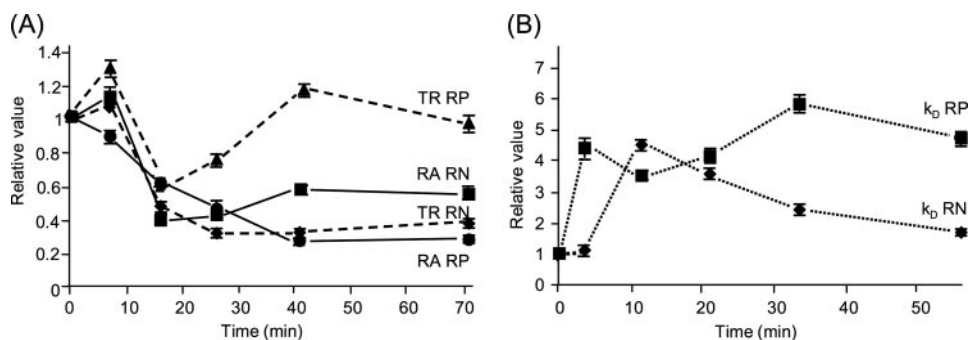 (A)
1.4
1.2
1
0.8
0.6
0.4
0.2
0
Relative value
TR RP
RA RN
TR RN
RA RP
0 10 20 30 40 50 60 70
Time (min)
(B)
7
6
5
4
3
2
1
0
Relative value
kD RP
kD RN
0 10 20 30 40 50
Time (min)